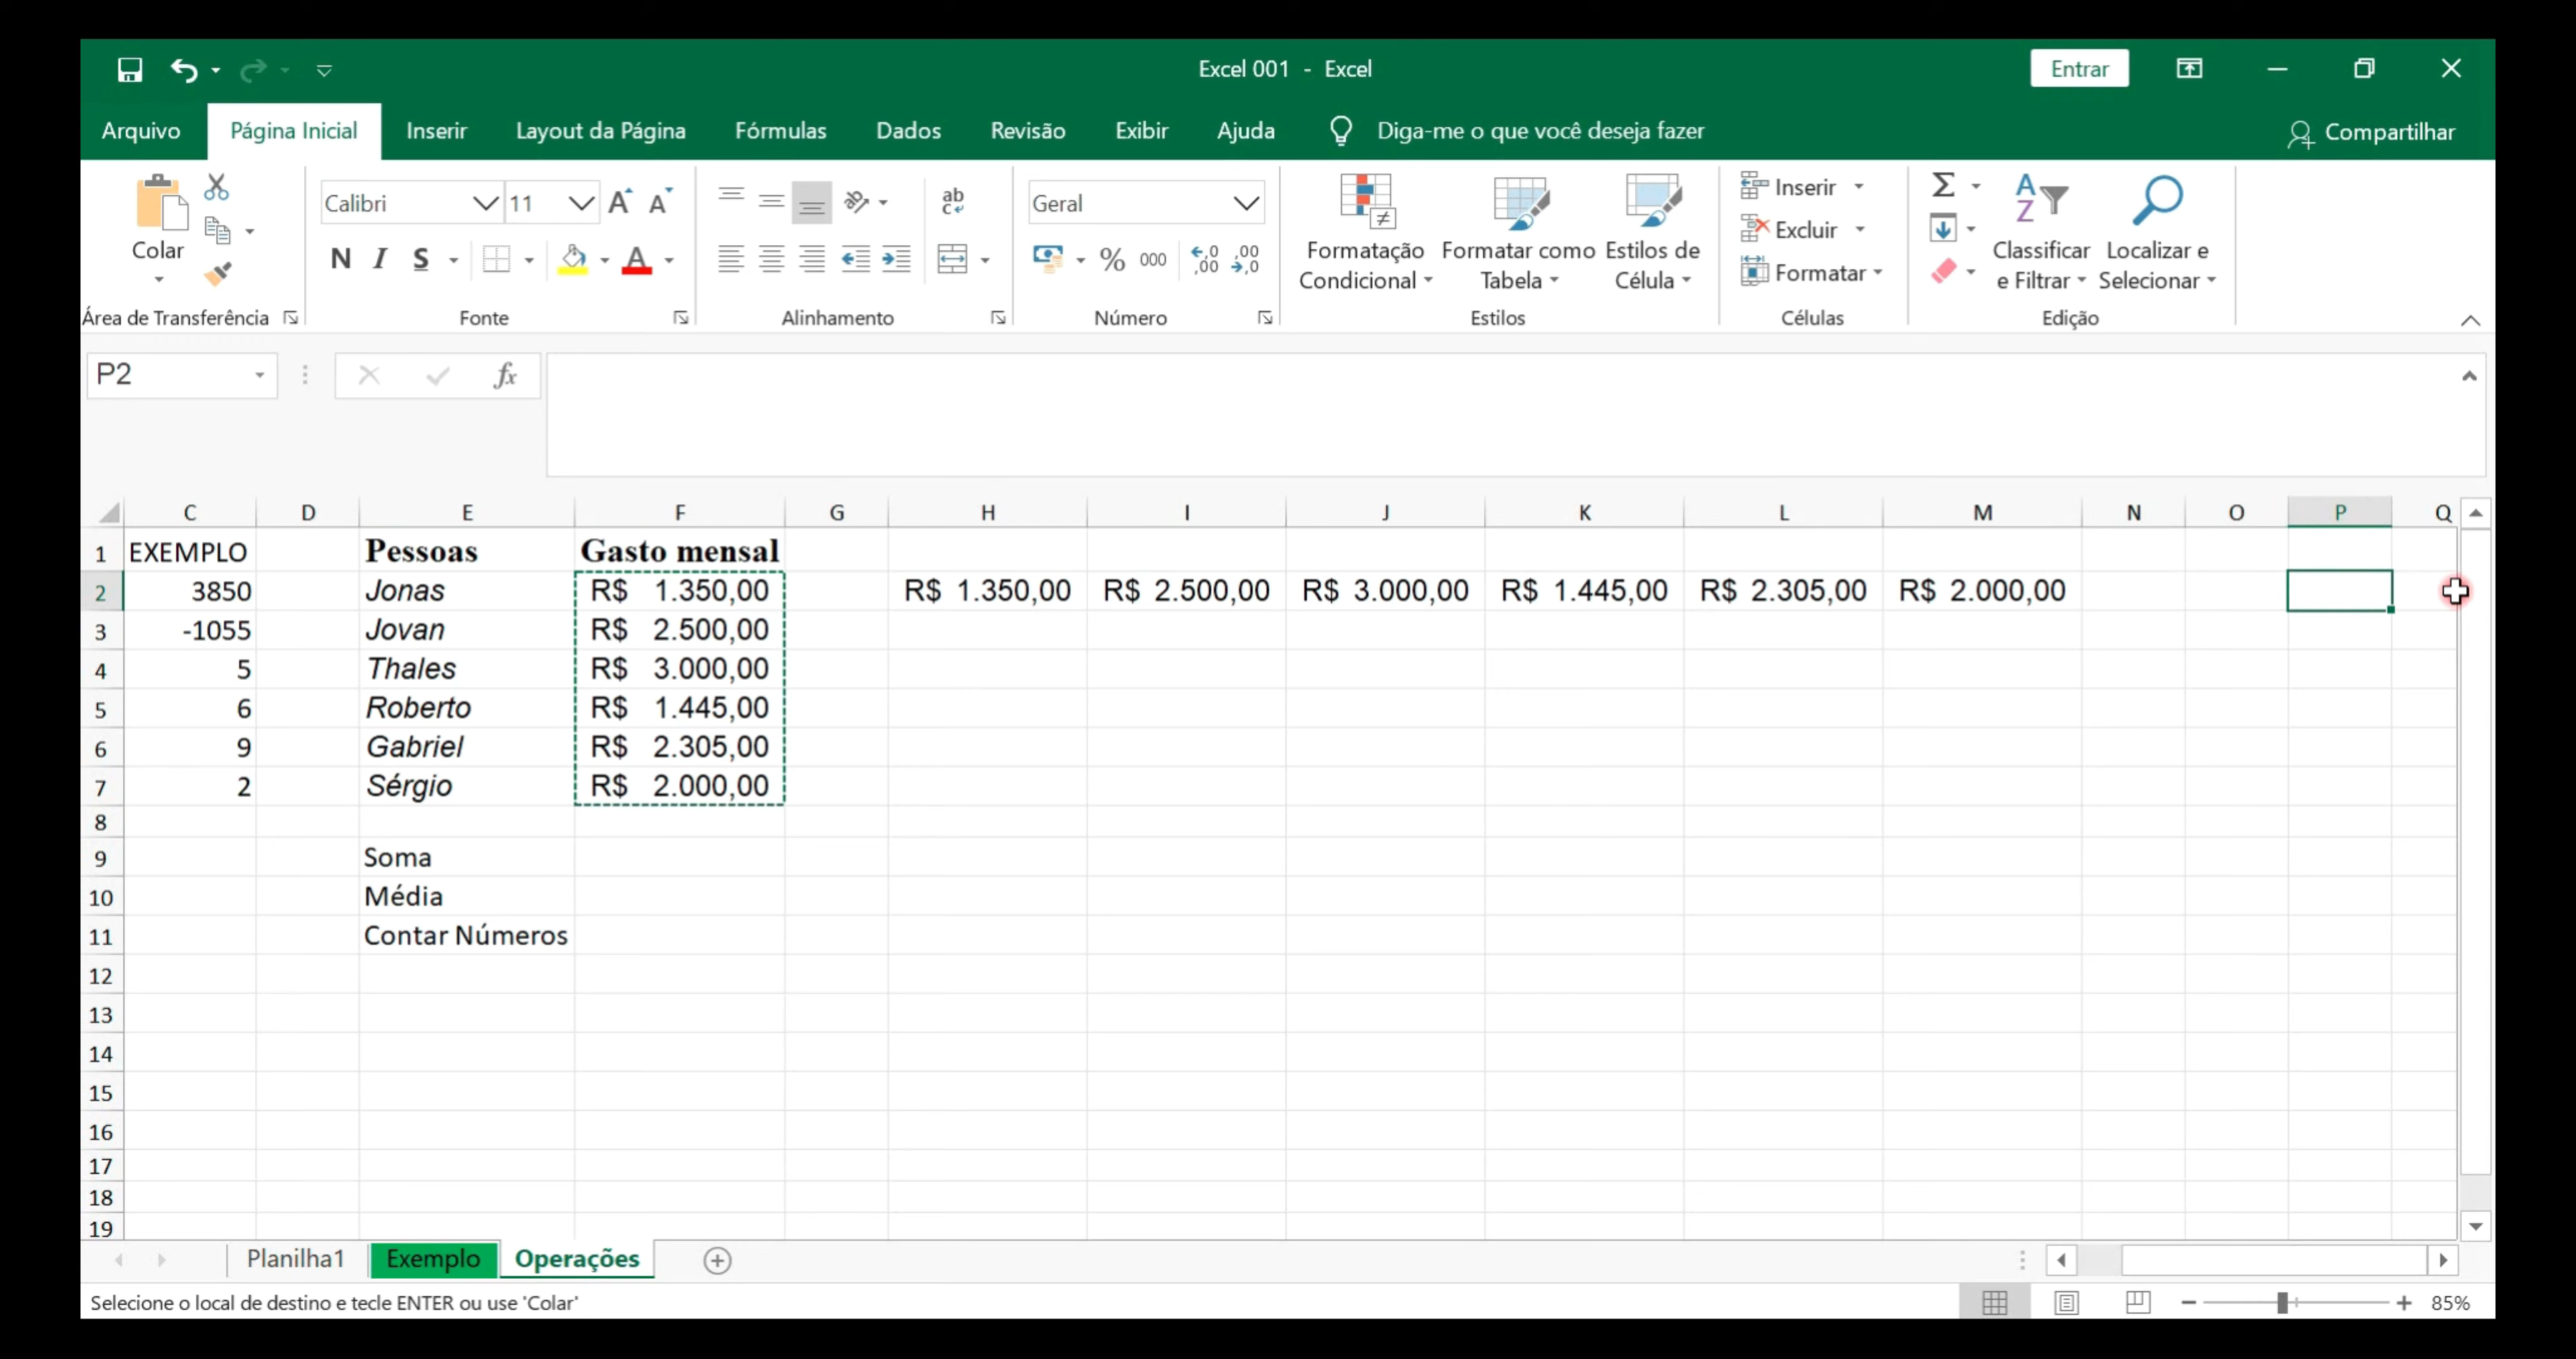 Excel 001 - Excel
Entrar
Arquivo Página Inicial Inserir Layout da Página Fórmulas Dados Revisão Exibir Ajuda Diga-me o que você deseja fazer Compartilhar
Colar
Calibri 11
N I S
ab
Geral
% 000
Formatação Condicional
Formatar como Tabela
Estilos de Célula
Inserir
Excluir
Formatar
Classificar e Filtrar
Localizar e Selecionar
Área de Transferência Fonte Alinhamento Número Estilos Células Edição
P2 fx
C D E F G H I J K L M N O P Q
1 EXEMPLO Pessoas Gasto mensal
2 3850 Jonas R$ 1.350,00 R$ 1.350,00 R$ 2.500,00 R$ 3.000,00 R$ 1.445,00 R$ 2.305,00 R$ 2.000,00
3 -1055 Jovan R$ 2.500,00
4 5 Thales R$ 3.000,00
5 6 Roberto R$ 1.445,00
6 9 Gabriel R$ 2.305,00
7 2 Sérgio R$ 2.000,00
8
9 Soma
10 Média
11 Contar Números
12
13
14
15
16
17
18
19
Planilha1 Exemplo Operações
Selecione o local de destino e tecle ENTER ou use 'Colar' 85%